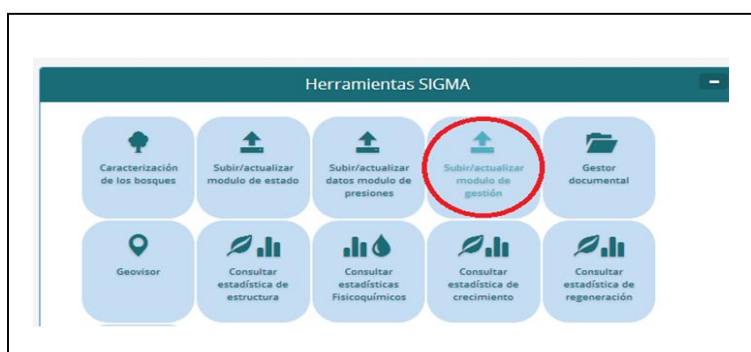 Herramientas SIGMA
Caracterización
de los bosques
Subir/actualizar
modulo de estado
Subir/actualizar
datos modulo de
presiones
Subir/actualizar
modulo de
gestión
Gestor
documental
Geovisor
Consultar
estadística de
estructura
Consultar
estadísticas
Fisicoquímicos
Consultar
estadística de
crecimiento
Consultar
estadística de
regeneración